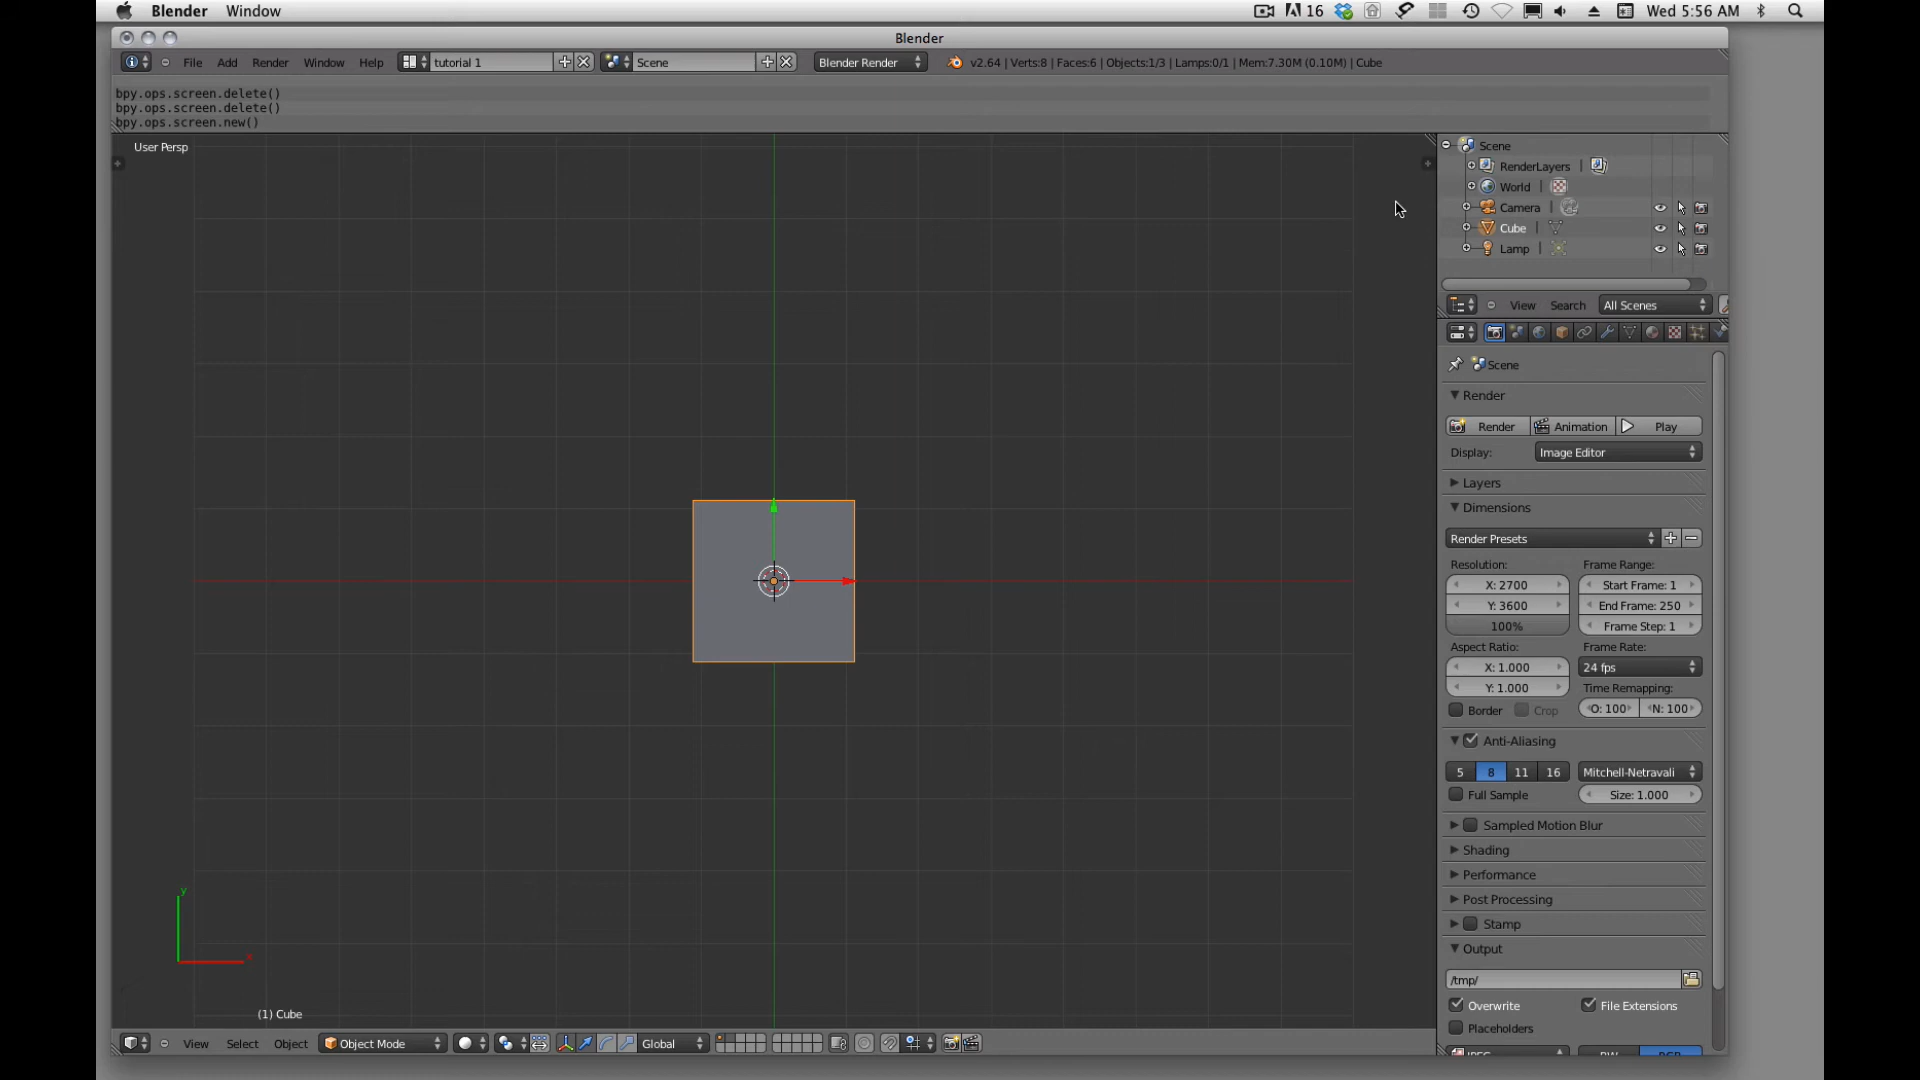 Blender Window 16 Wed 5:56 AM
Blender
File Add Render Window Help tutorial 1 Scene Blender Render v2.64 | Verts:8 | Faces:6 | Objects:1/3 | Lamps:0/1 | Mem:7.30M (0.10M) | Cube
bpy.ops.screen.delete()
bpy.ops.screen.delete()
bpy.ops.screen.new()
User Persp
Scene
RenderLayers
World
Camera
Cube
Lamp
View Search All Scenes
Scene
Render
Render Animation Play
Display: Image Editor
Layers
Dimensions
Render Presets
Resolution: Frame Range:
X: 2700 Start Frame: 1
Y: 3600 End Frame: 250
100% Frame Step: 1
Aspect Ratio: Frame Rate:
X: 1.000 24 fps
Y: 1.000 Time Remapping:
Border Crop O: 100 N: 100
Anti-Aliasing
5 8 11 16 Mitchell-Netravali
Full Sample Size: 1.000
Sampled Motion Blur
Shading
Performance
Post Processing
Stamp
Output
/tmp/
Overwrite File Extensions
Placeholders
y
x
(1) Cube
View Select Object Object Mode Global